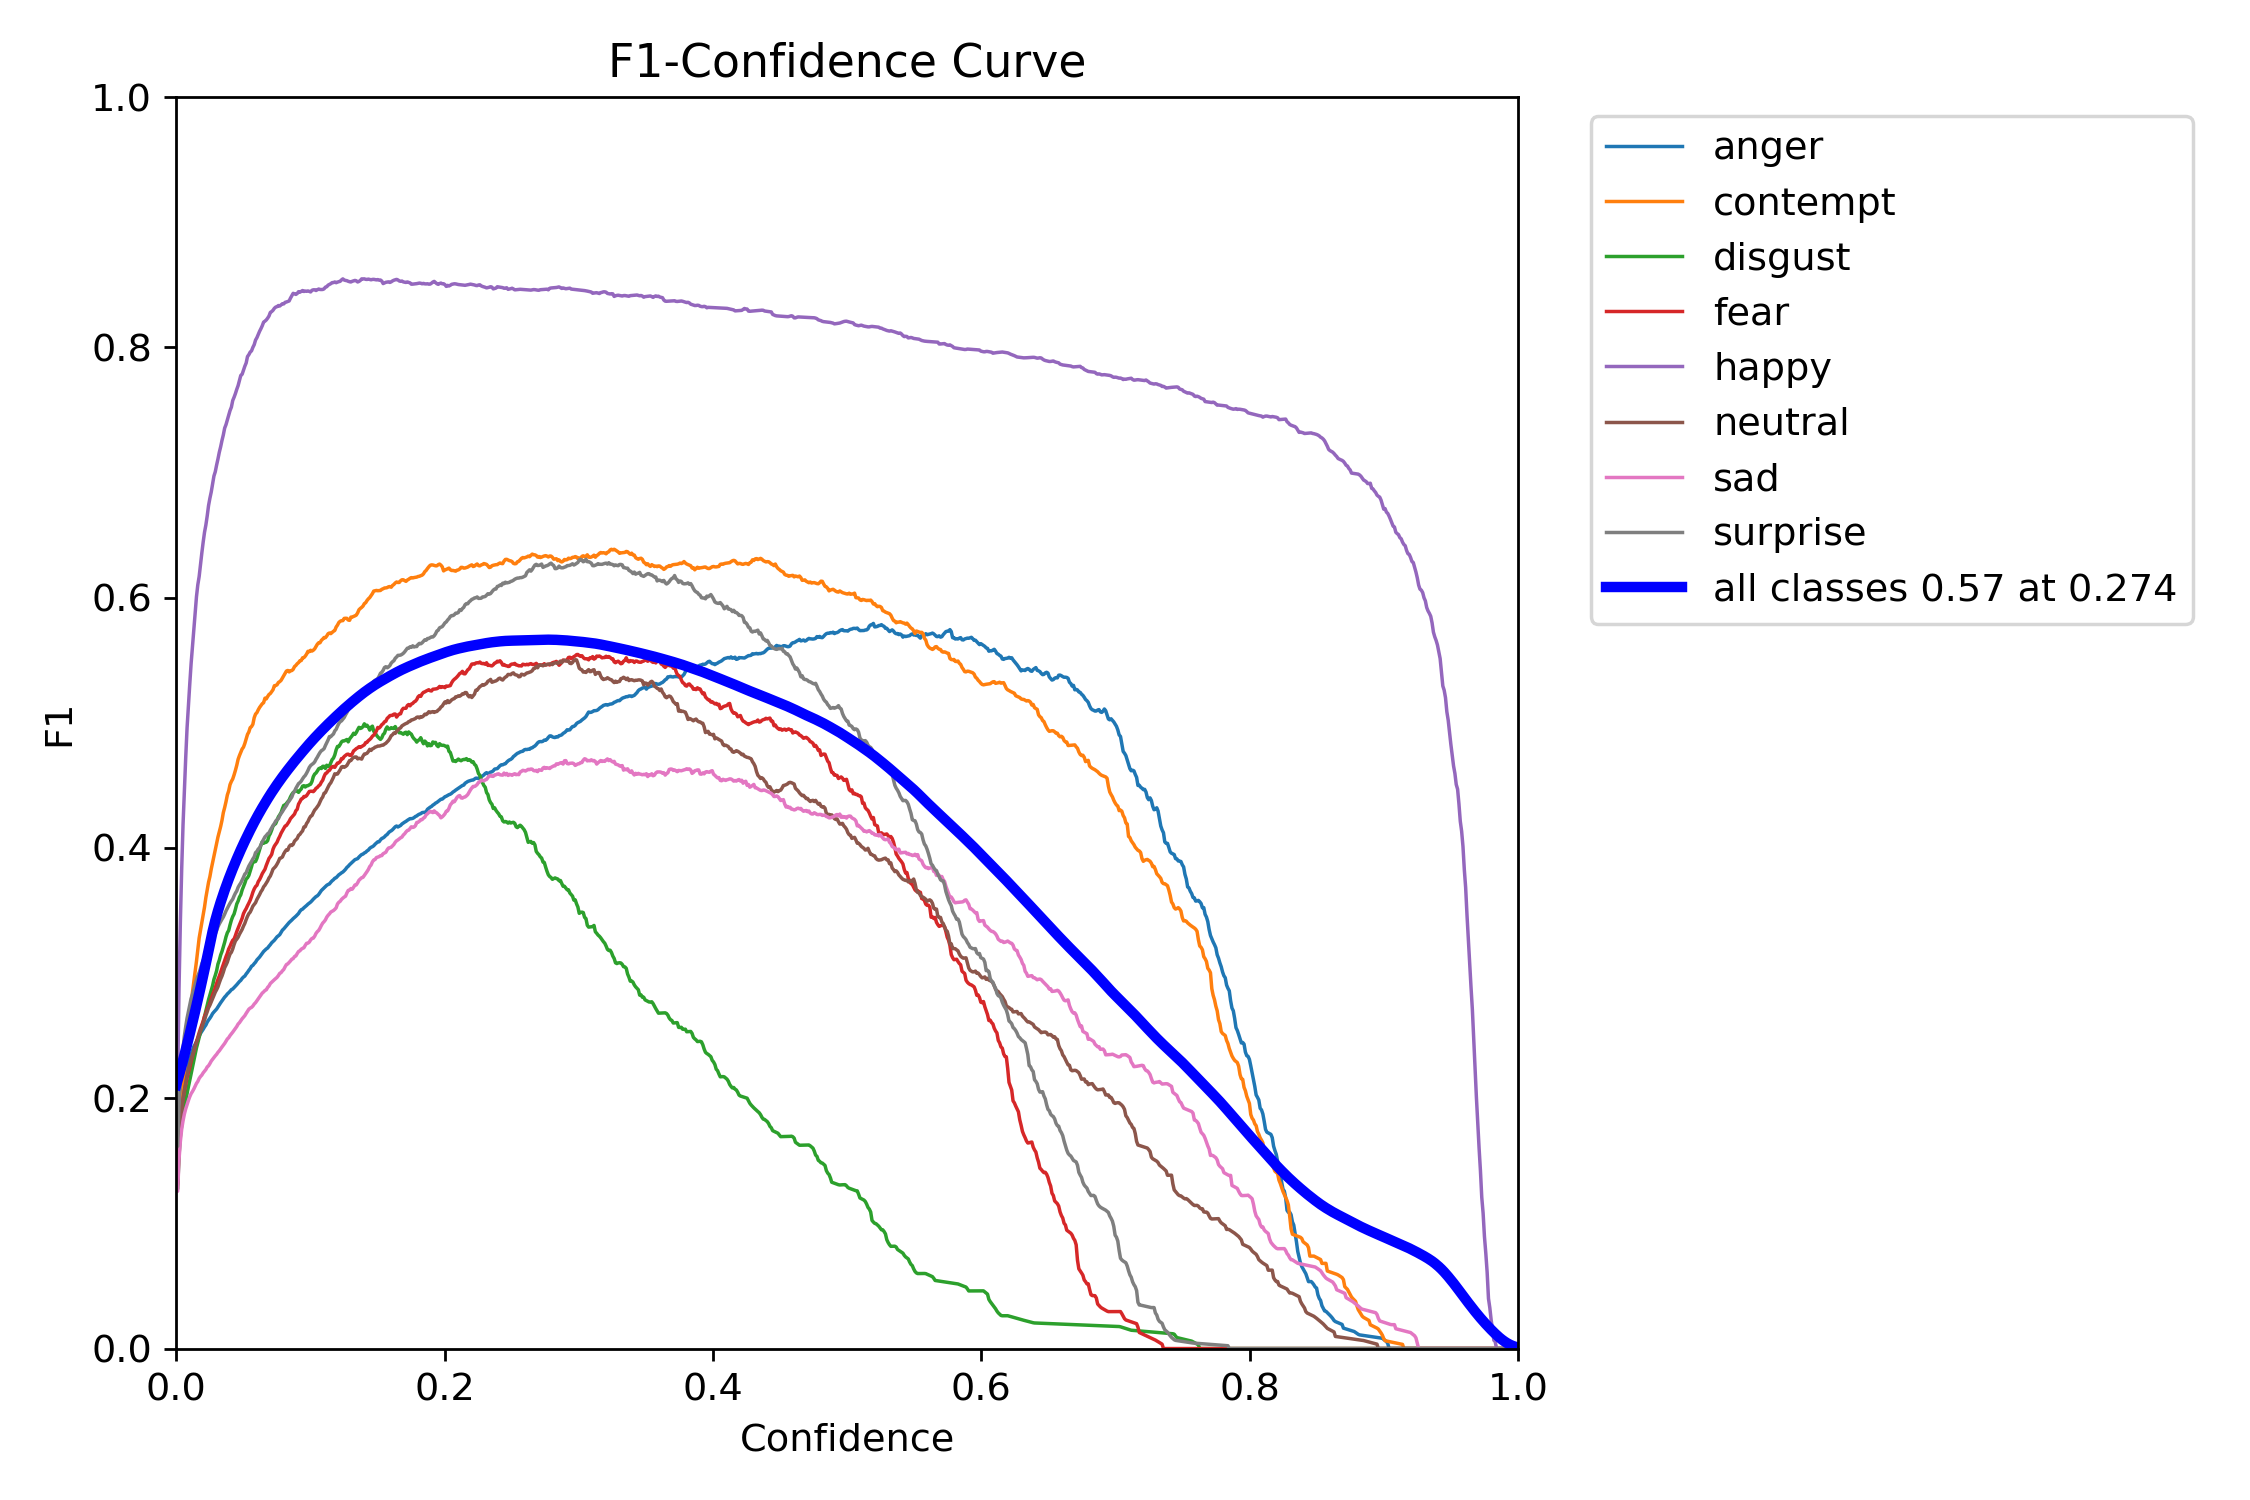 F1-Confidence Curve
1.0
0.8
0.6
0.4
0.2
0.0
F1
0.0 0.2 0.4 0.6 0.8 1.0
Confidence
anger
contempt
disgust
fear
happy
neutral
sad
surprise
all classes 0.57 at 0.274